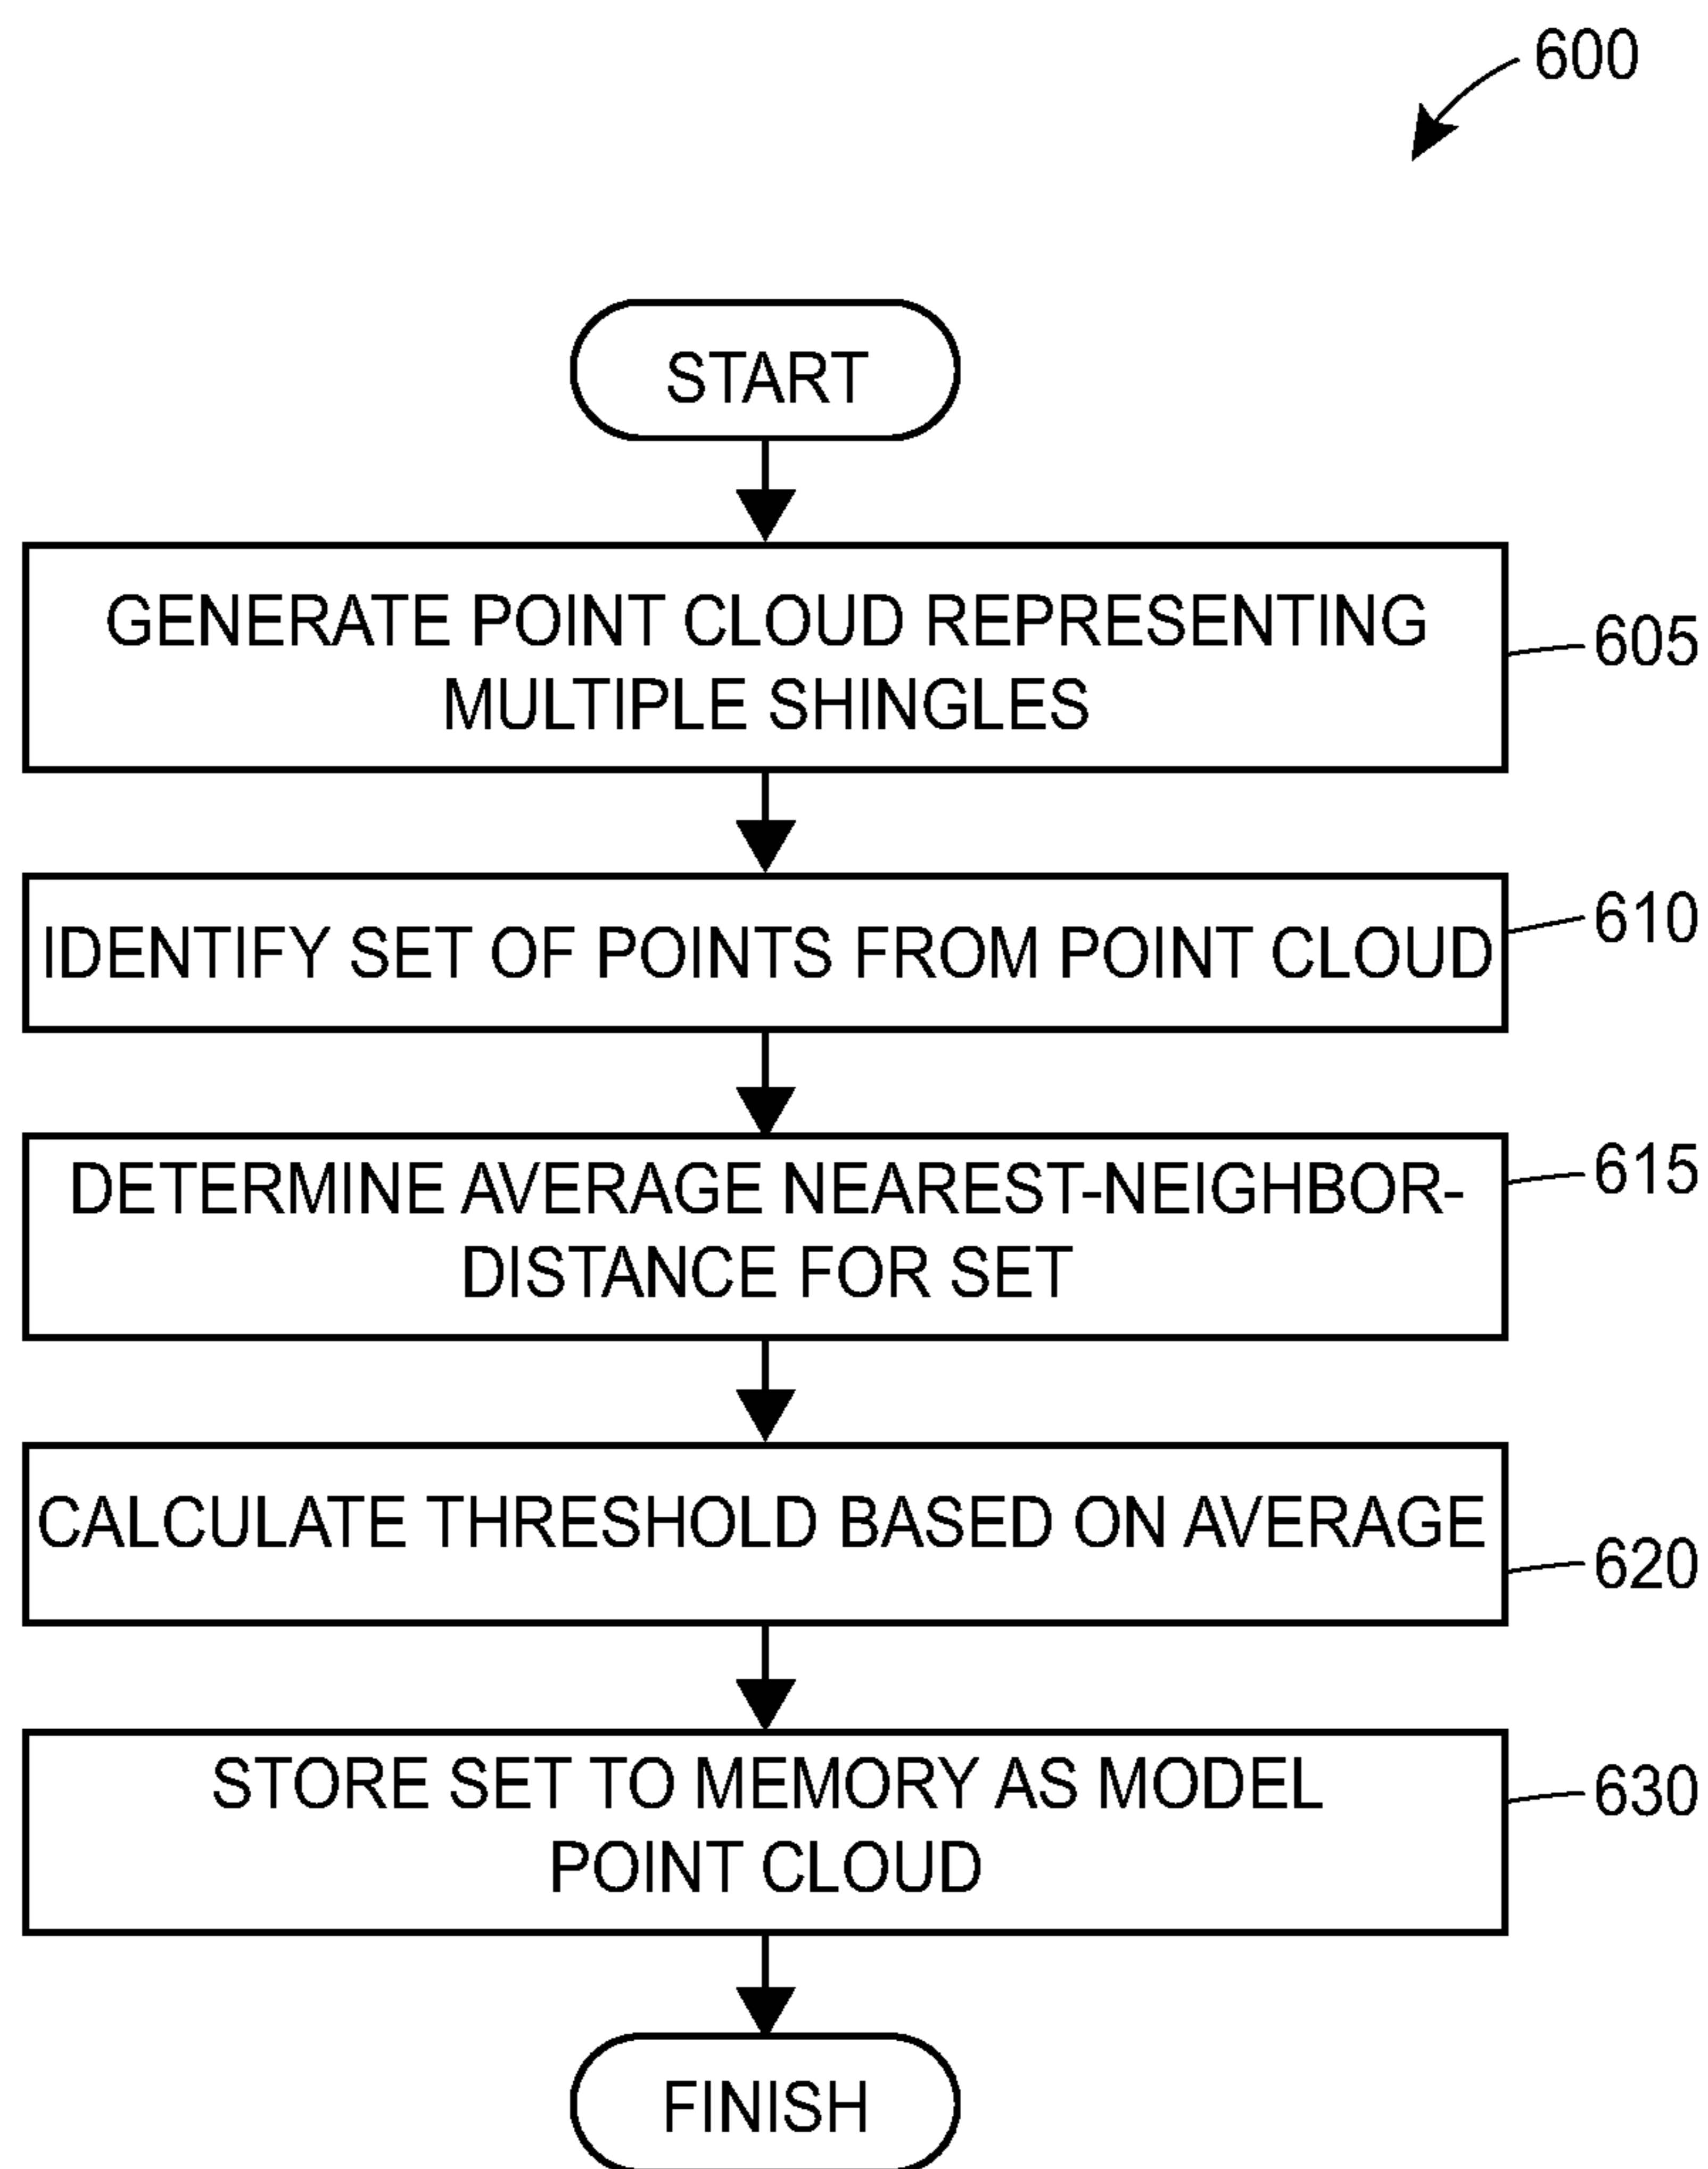 600
START
GENERATE POINT CLOUD REPRESENTING
MULTIPLE SHINGLES
605
IDENTIFY SET OF POINTS FROM POINT CLOUD
610
DETERMINE AVERAGE NEAREST-NEIGHBOR-
DISTANCE FOR SET
615
CALCULATE THRESHOLD BASED ON AVERAGE
620
STORE SET TO MEMORY AS MODEL
POINT CLOUD
630
FINISH